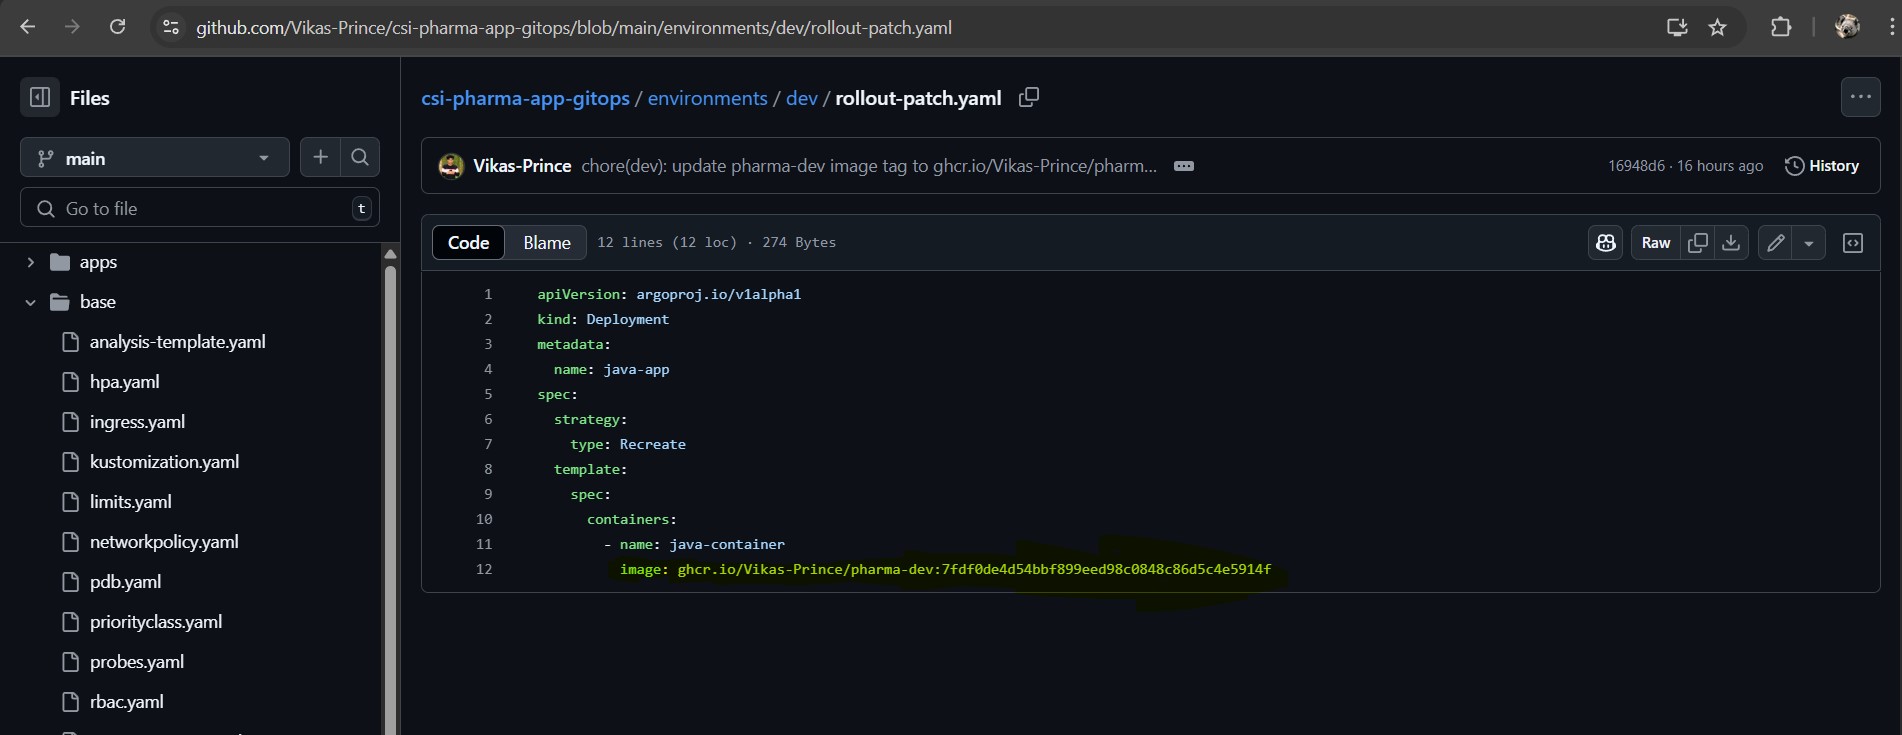 github.com/Vikas-Prince/csi-pharma-app-gitops/blob/main/environments/dev/rollout-patch.yaml
Files
main
Go to file
t
apps
base
analysis-template.yaml
hpa.yaml
ingress.yaml
kustomization.yaml
limits.yaml
networkpolicy.yaml
pdb.yaml
priorityclass.yaml
probes.yaml
rbac.yaml
csi-pharma-app-gitops / environments / dev / rollout-patch.yaml
Vikas-Prince chore(dev): update pharma-dev image tag to ghcr.io/Vikas-Prince/pharm...
16948d6 · 16 hours ago History
Code Blame 12 lines (12 loc) · 274 Bytes
Raw
1 apiVersion: argoproj.io/v1alpha1
2 kind: Deployment
3 metadata:
4 name: java-app
5 spec:
6 strategy:
7 type: Recreate
8 template:
9 spec:
10 containers:
11 - name: java-container
12 image: ghcr.io/Vikas-Prince/pharma-dev:7fdf0de4d54bbf899eed98c0848c86d5c4e5914f